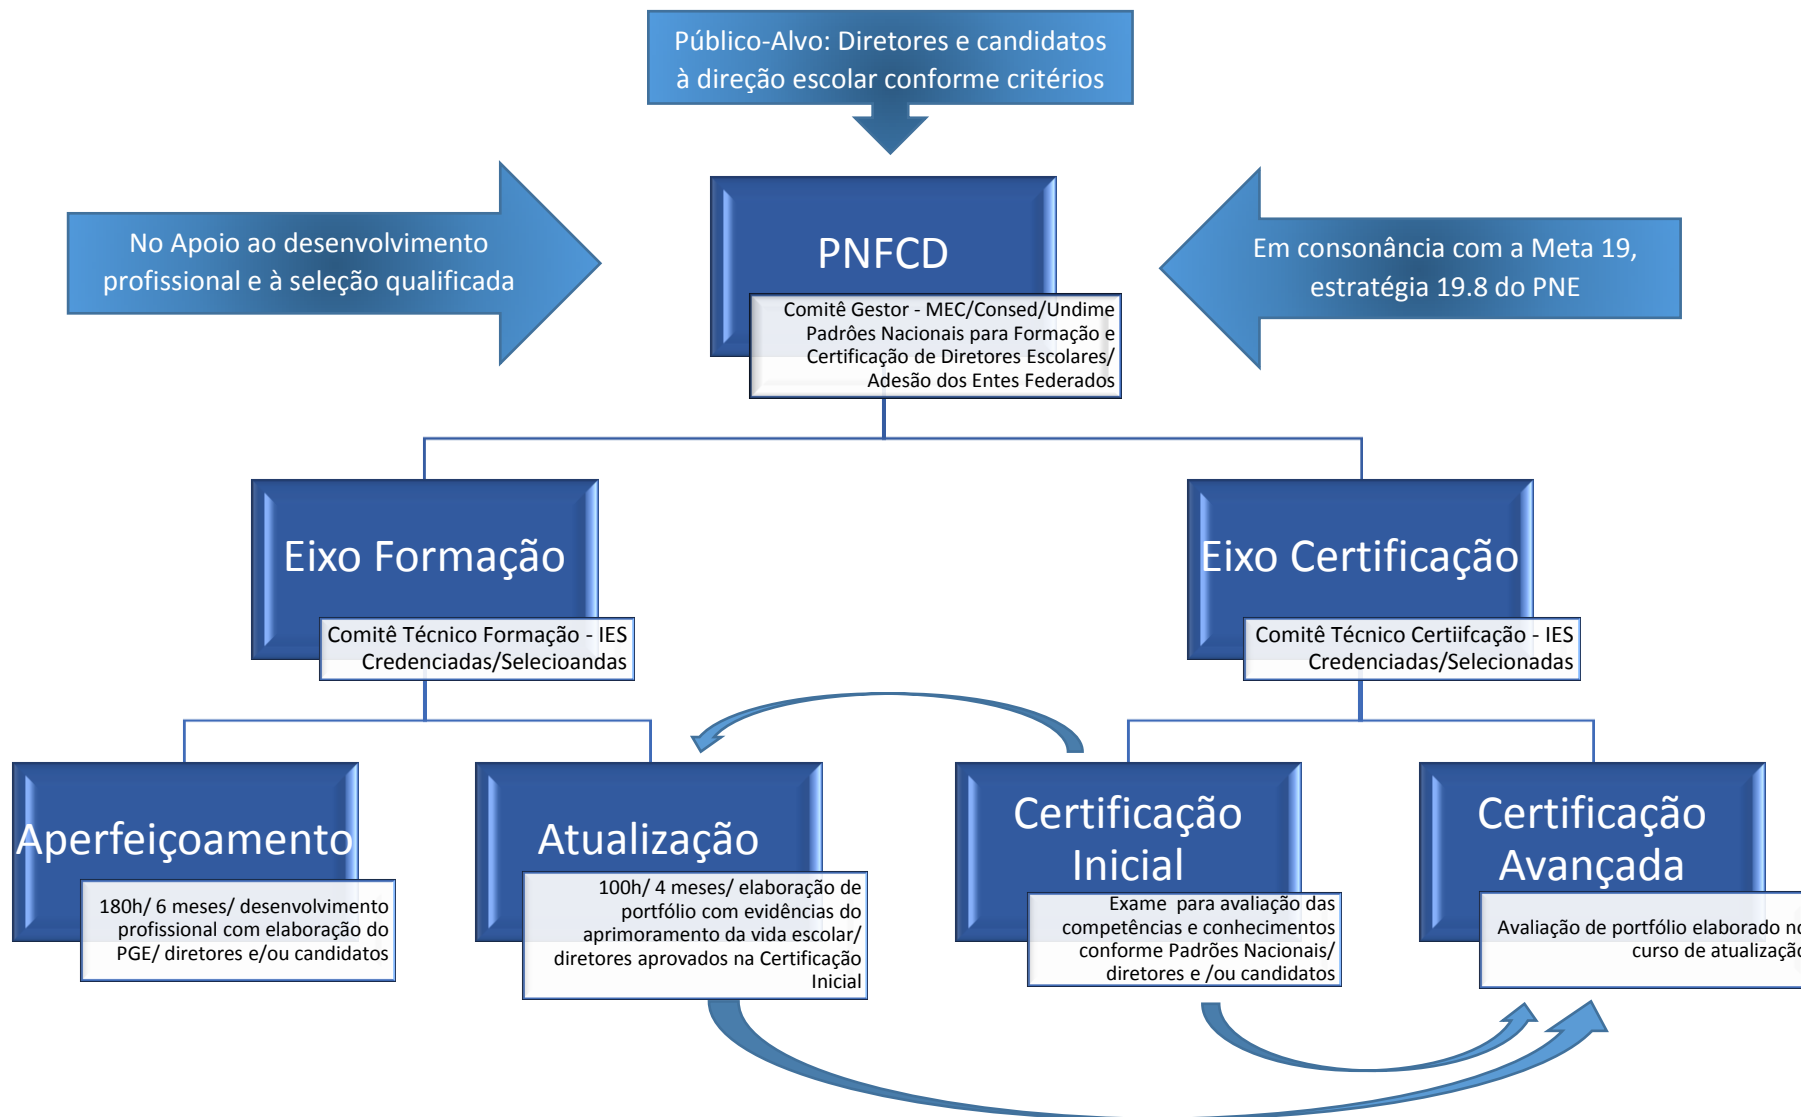 Público-Alvo: Diretores e candidatos
à direção escolar conforme critérios
No Apoio ao desenvolvimento
profissional e à seleção qualificada
PNFCD
Comitê Gestor - MEC/Consed/Undime
Padrões Nacionais para Formação e
Certificação de Diretores Escolares/
Adesão dos Entes Federados
Em consonância com a Meta 19,
estratégia 19.8 do PNE
Eixo Formação
Comitê Técnico Formação - IES
Credenciadas/Selecioandas
Eixo Certificação
Comitê Técnico Certiifcação - IES
Credenciadas/Selecionadas
Aperfeiçoamento
180h/ 6 meses/ desenvolvimento
profissional com elaboração do
PGE/ diretores e/ou candidatos
Atualização
100h/ 4 meses/ elaboração de
portfólio com evidências do
aprimoramento da vida escolar/
diretores aprovados na Certificação
Inicial
Certificação
Inicial
Exame para avaliação das
competências e conhecimentos
conforme Padrões Nacionais/
diretores e /ou candidatos
Certificação
Avançada
Avaliação de portfólio elaborado no
curso de atualização